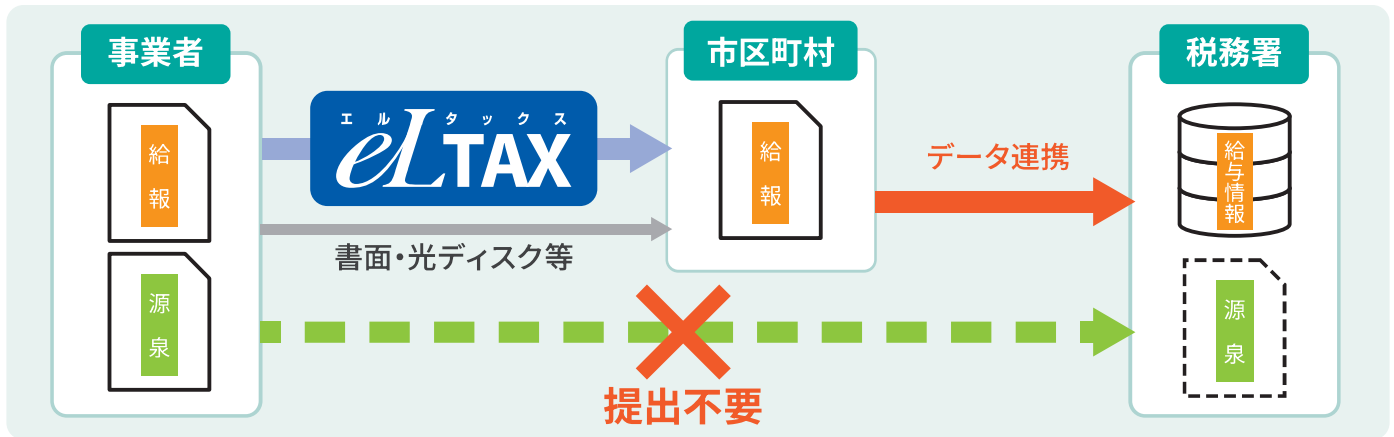 事業者
給報
源泉
エルタックス
eLTAX
書面・光ディスク等
市区町村
給報
データ連携
提出不要
税務署
給与情報
源泉